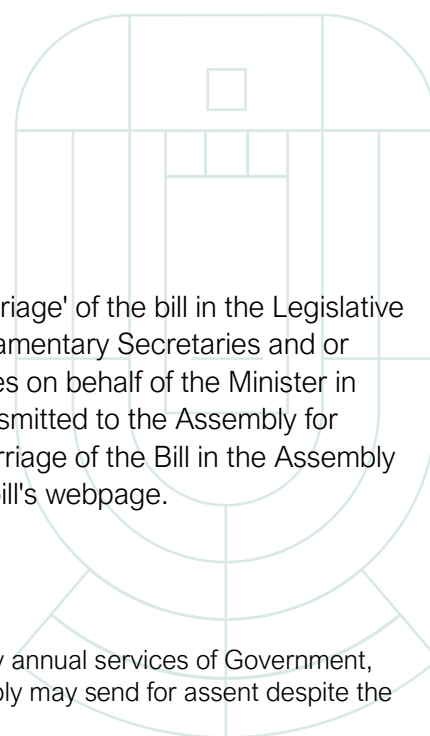 riage' of the bill in the Legislative
amentary Secretaries and or
es on behalf of the Minister in
smitted to the Assembly for
rriage of the Bill in the Assembly
bill's webpage.
y annual services of Government,
bly may send for assent despite the